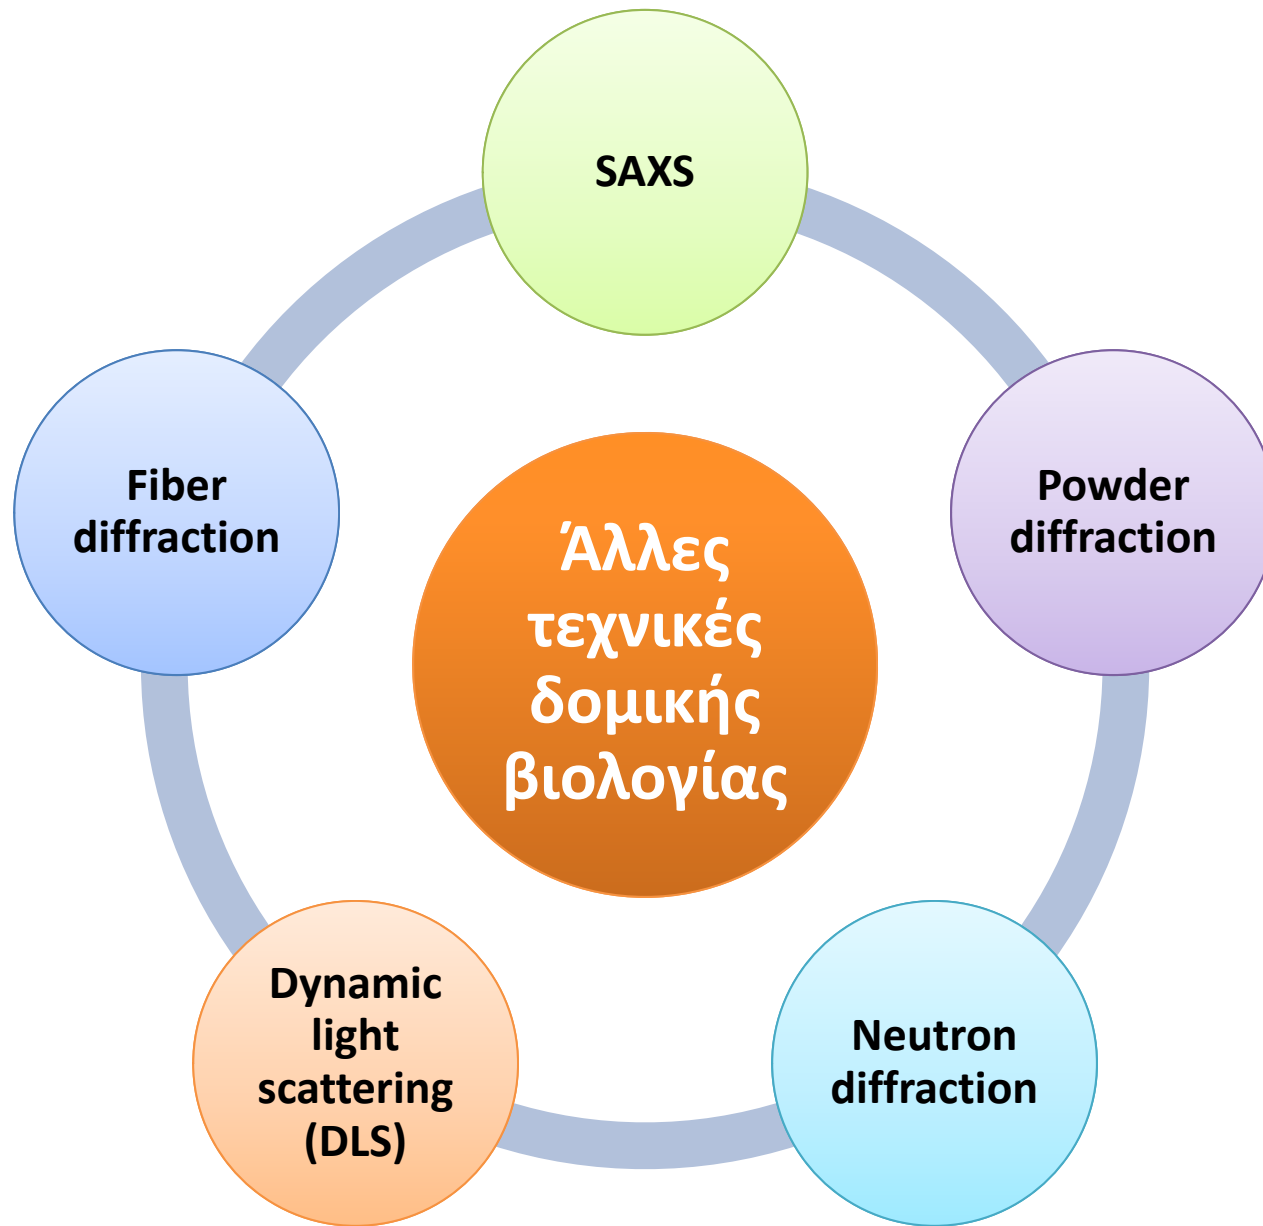 SAXS
Powder
diffraction
Neutron
diffraction
Dynamic
light
scattering
(DLS)
Fiber
diffraction
Άλλες
τεχνικές
δομικής
βιολογίας